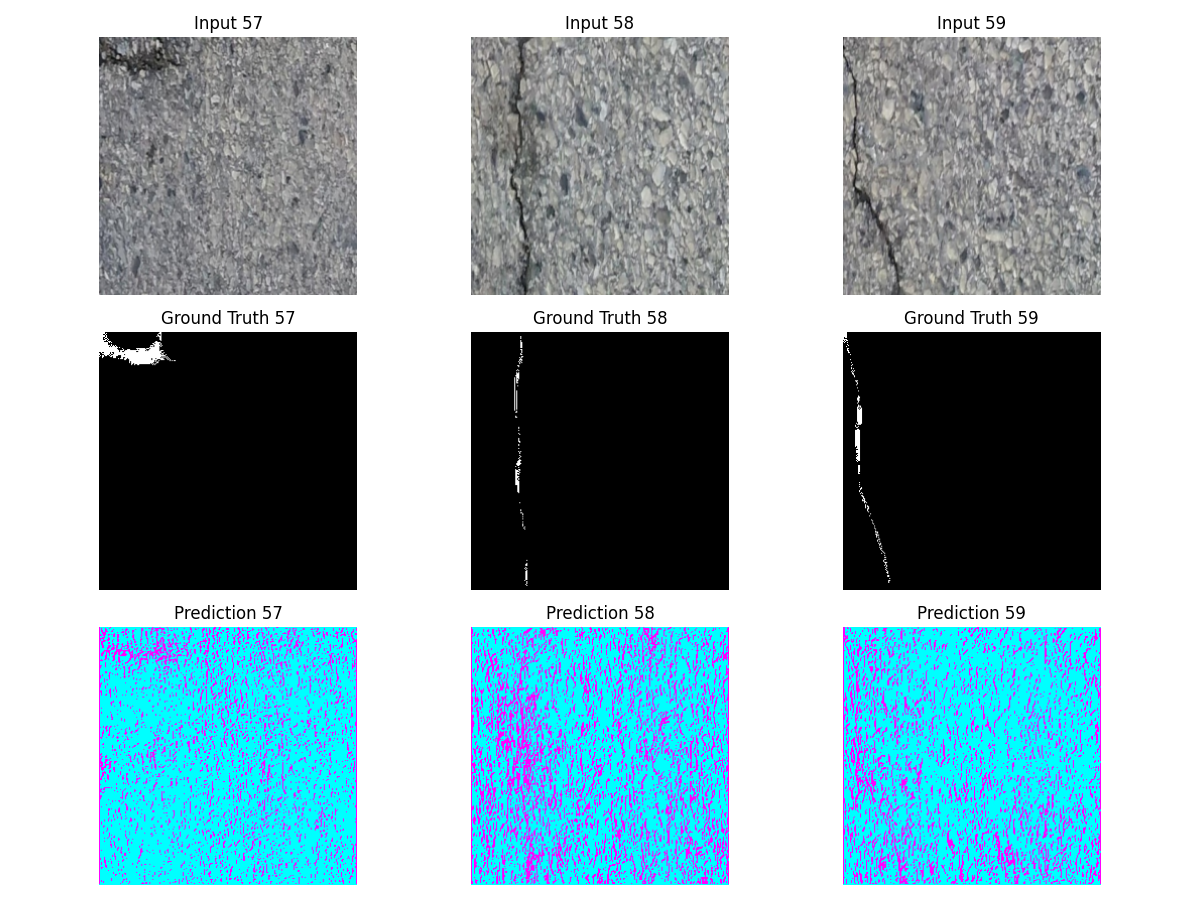 Input 57
Input 58
Input 59
Ground Truth 57
Ground Truth 58
Ground Truth 59
Prediction 57
Prediction 58
Prediction 59